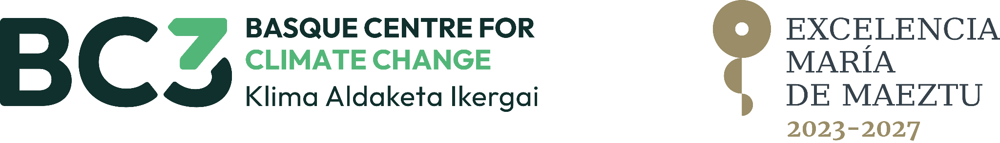 BC3
BASQUE CENTRE FOR
CLIMATE CHANGE
Klima Aldaketa Ikergai
EXCELENCIA
MARÍA
DE MAEZTU
2023-2027